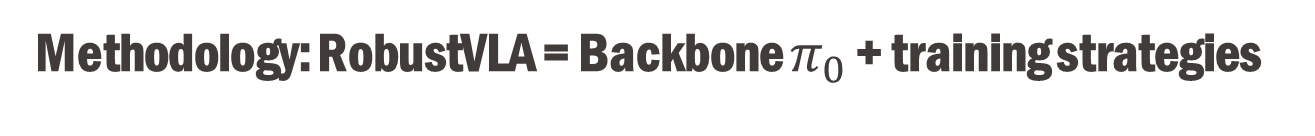 Methodology: RobustVLA = Backbone π₀ + training strategies